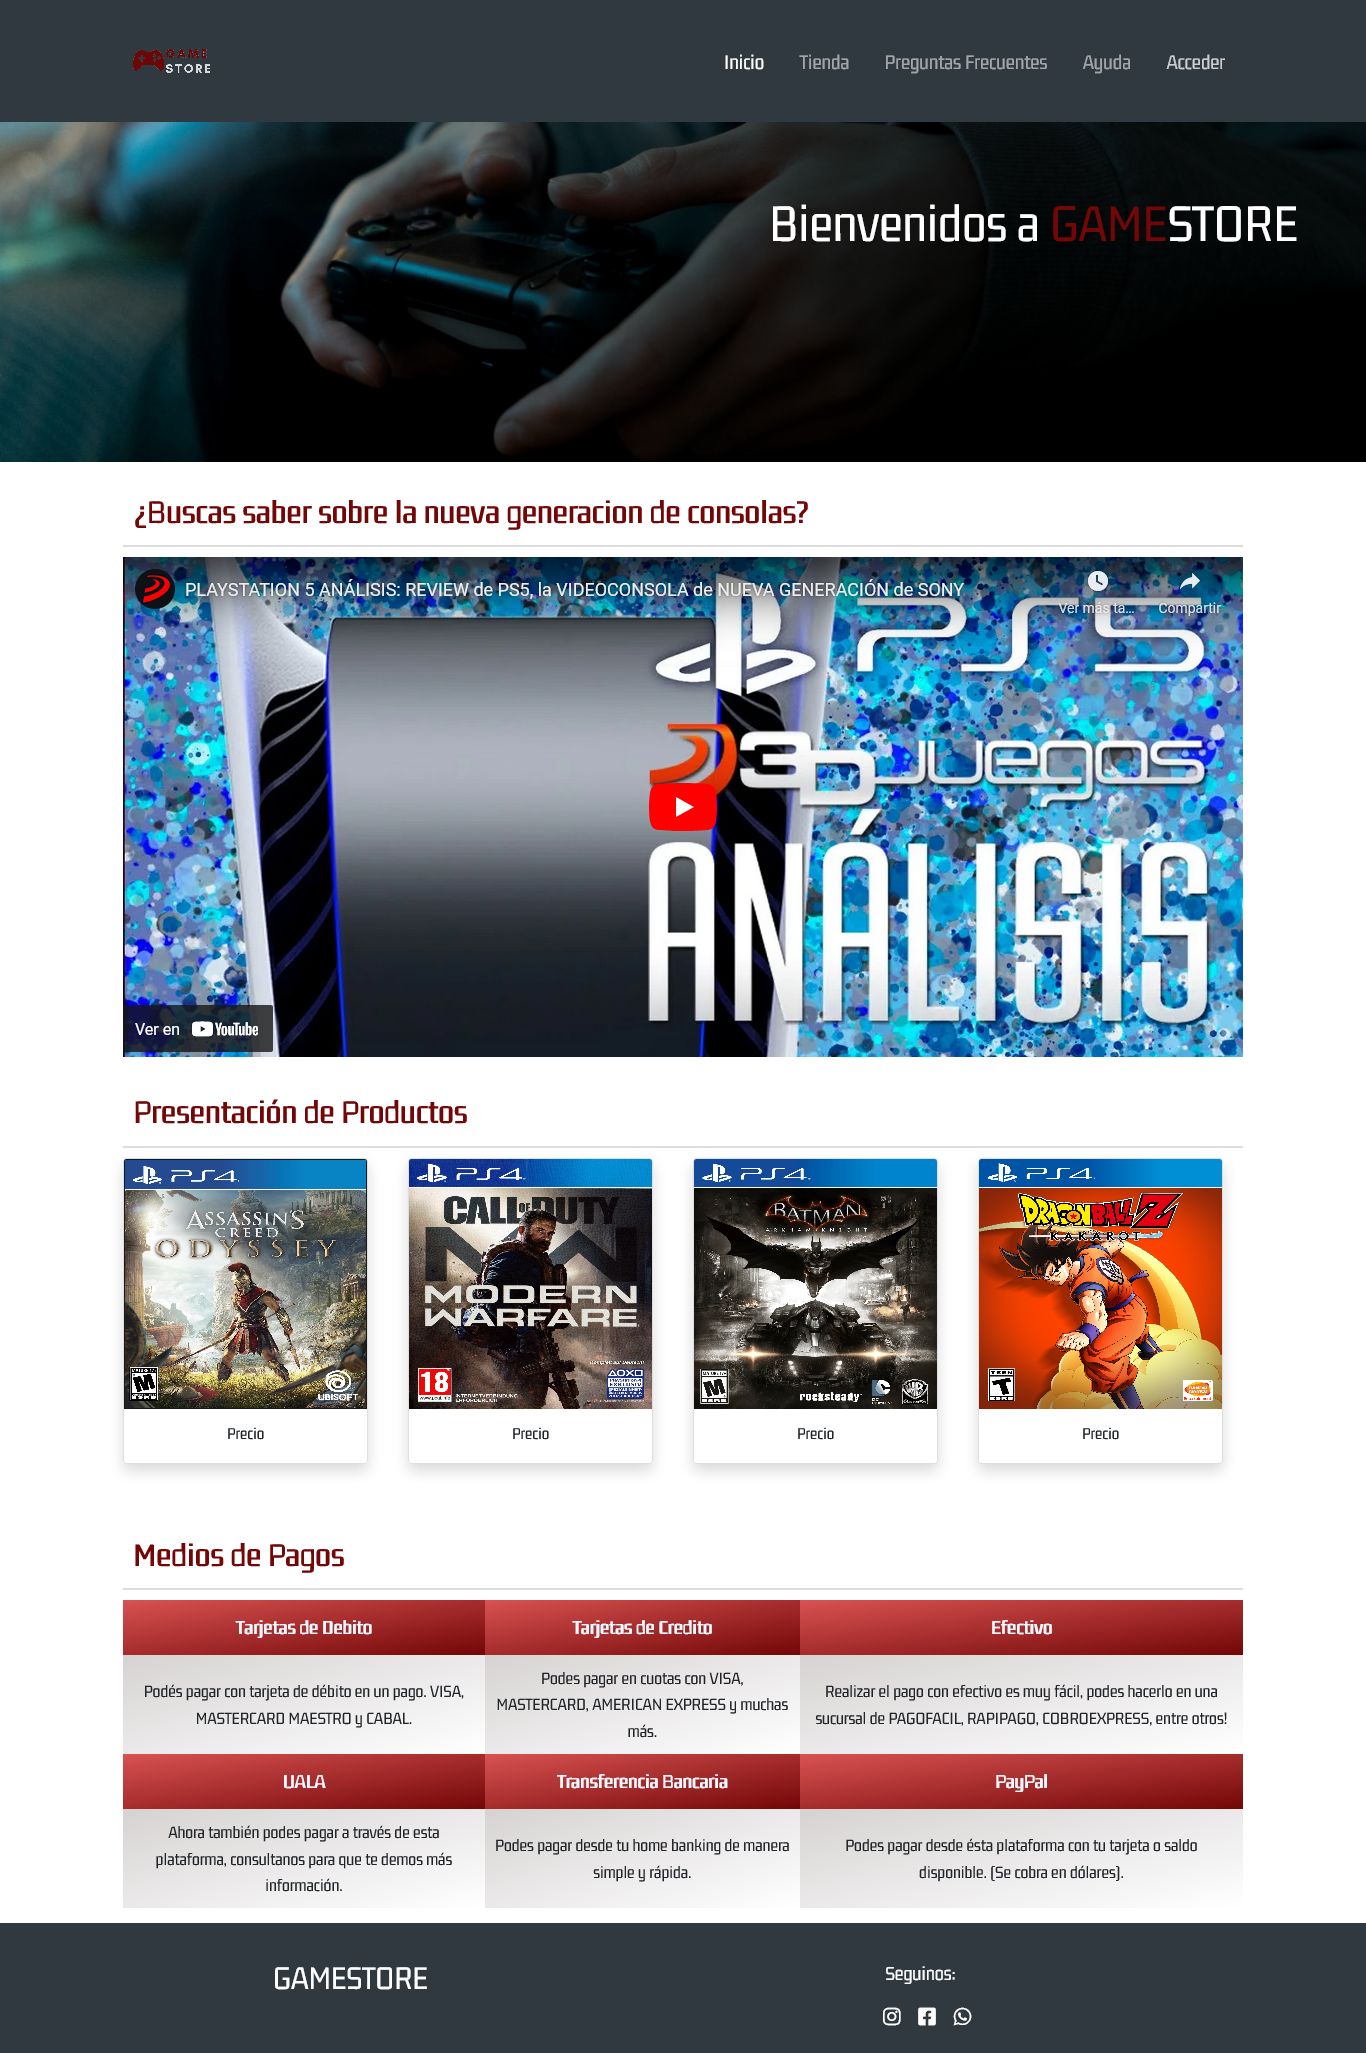 GAME
STORE
Inicio
Tienda
Preguntas Frecuentes
Ayuda
Acceder
Bienvenidos a GAMESTORE
¿Buscas saber sobre la nueva generacion de consolas?
PLAYSTATION 5 ANÁLISIS: REVIEW de PS5, la VIDEOCONSOLA de NUEVA GENERACIÓN de SONY
Ver más ta...
Compartir
PS5
3DJuegos
ANÁLISIS
Ver en YouTube
Presentación de Productos
PS4
ASSASSIN'S
CREED
ODYSSEY
M
UBISOFT
Precio
PS4
CALL OF DUTY
MODERN
WARFARE
18
Precio
PS4
BATMAN
ARKHAM KNIGHT
M
rocksteady
WB
Precio
PS4
DRAGONBALL Z
KAKAROT
TEEN
T
Precio
Medios de Pagos
Tarjetas de Debito
Tarjetas de Credito
Efectivo
Podés pagar con tarjeta de débito en un pago. VISA,
MASTERCARD MAESTRO y CABAL.
Podes pagar en cuotas con VISA,
MASTERCARD, AMERICAN EXPRESS y muchas
más.
Realizar el pago con efectivo es muy fácil, podes hacerlo en una
sucursal de PAGOFACIL, RAPIPAGO, COBROEXPRESS, entre otros!
UALA
Transferencia Bancaria
PayPal
Ahora también podes pagar a través de esta
plataforma, consultanos para que te demos más
información.
Podes pagar desde tu home banking de manera
simple y rápida.
Podes pagar desde ésta plataforma con tu tarjeta o saldo
disponible. (Se cobra en dólares).
GAMESTORE
Seguinos: